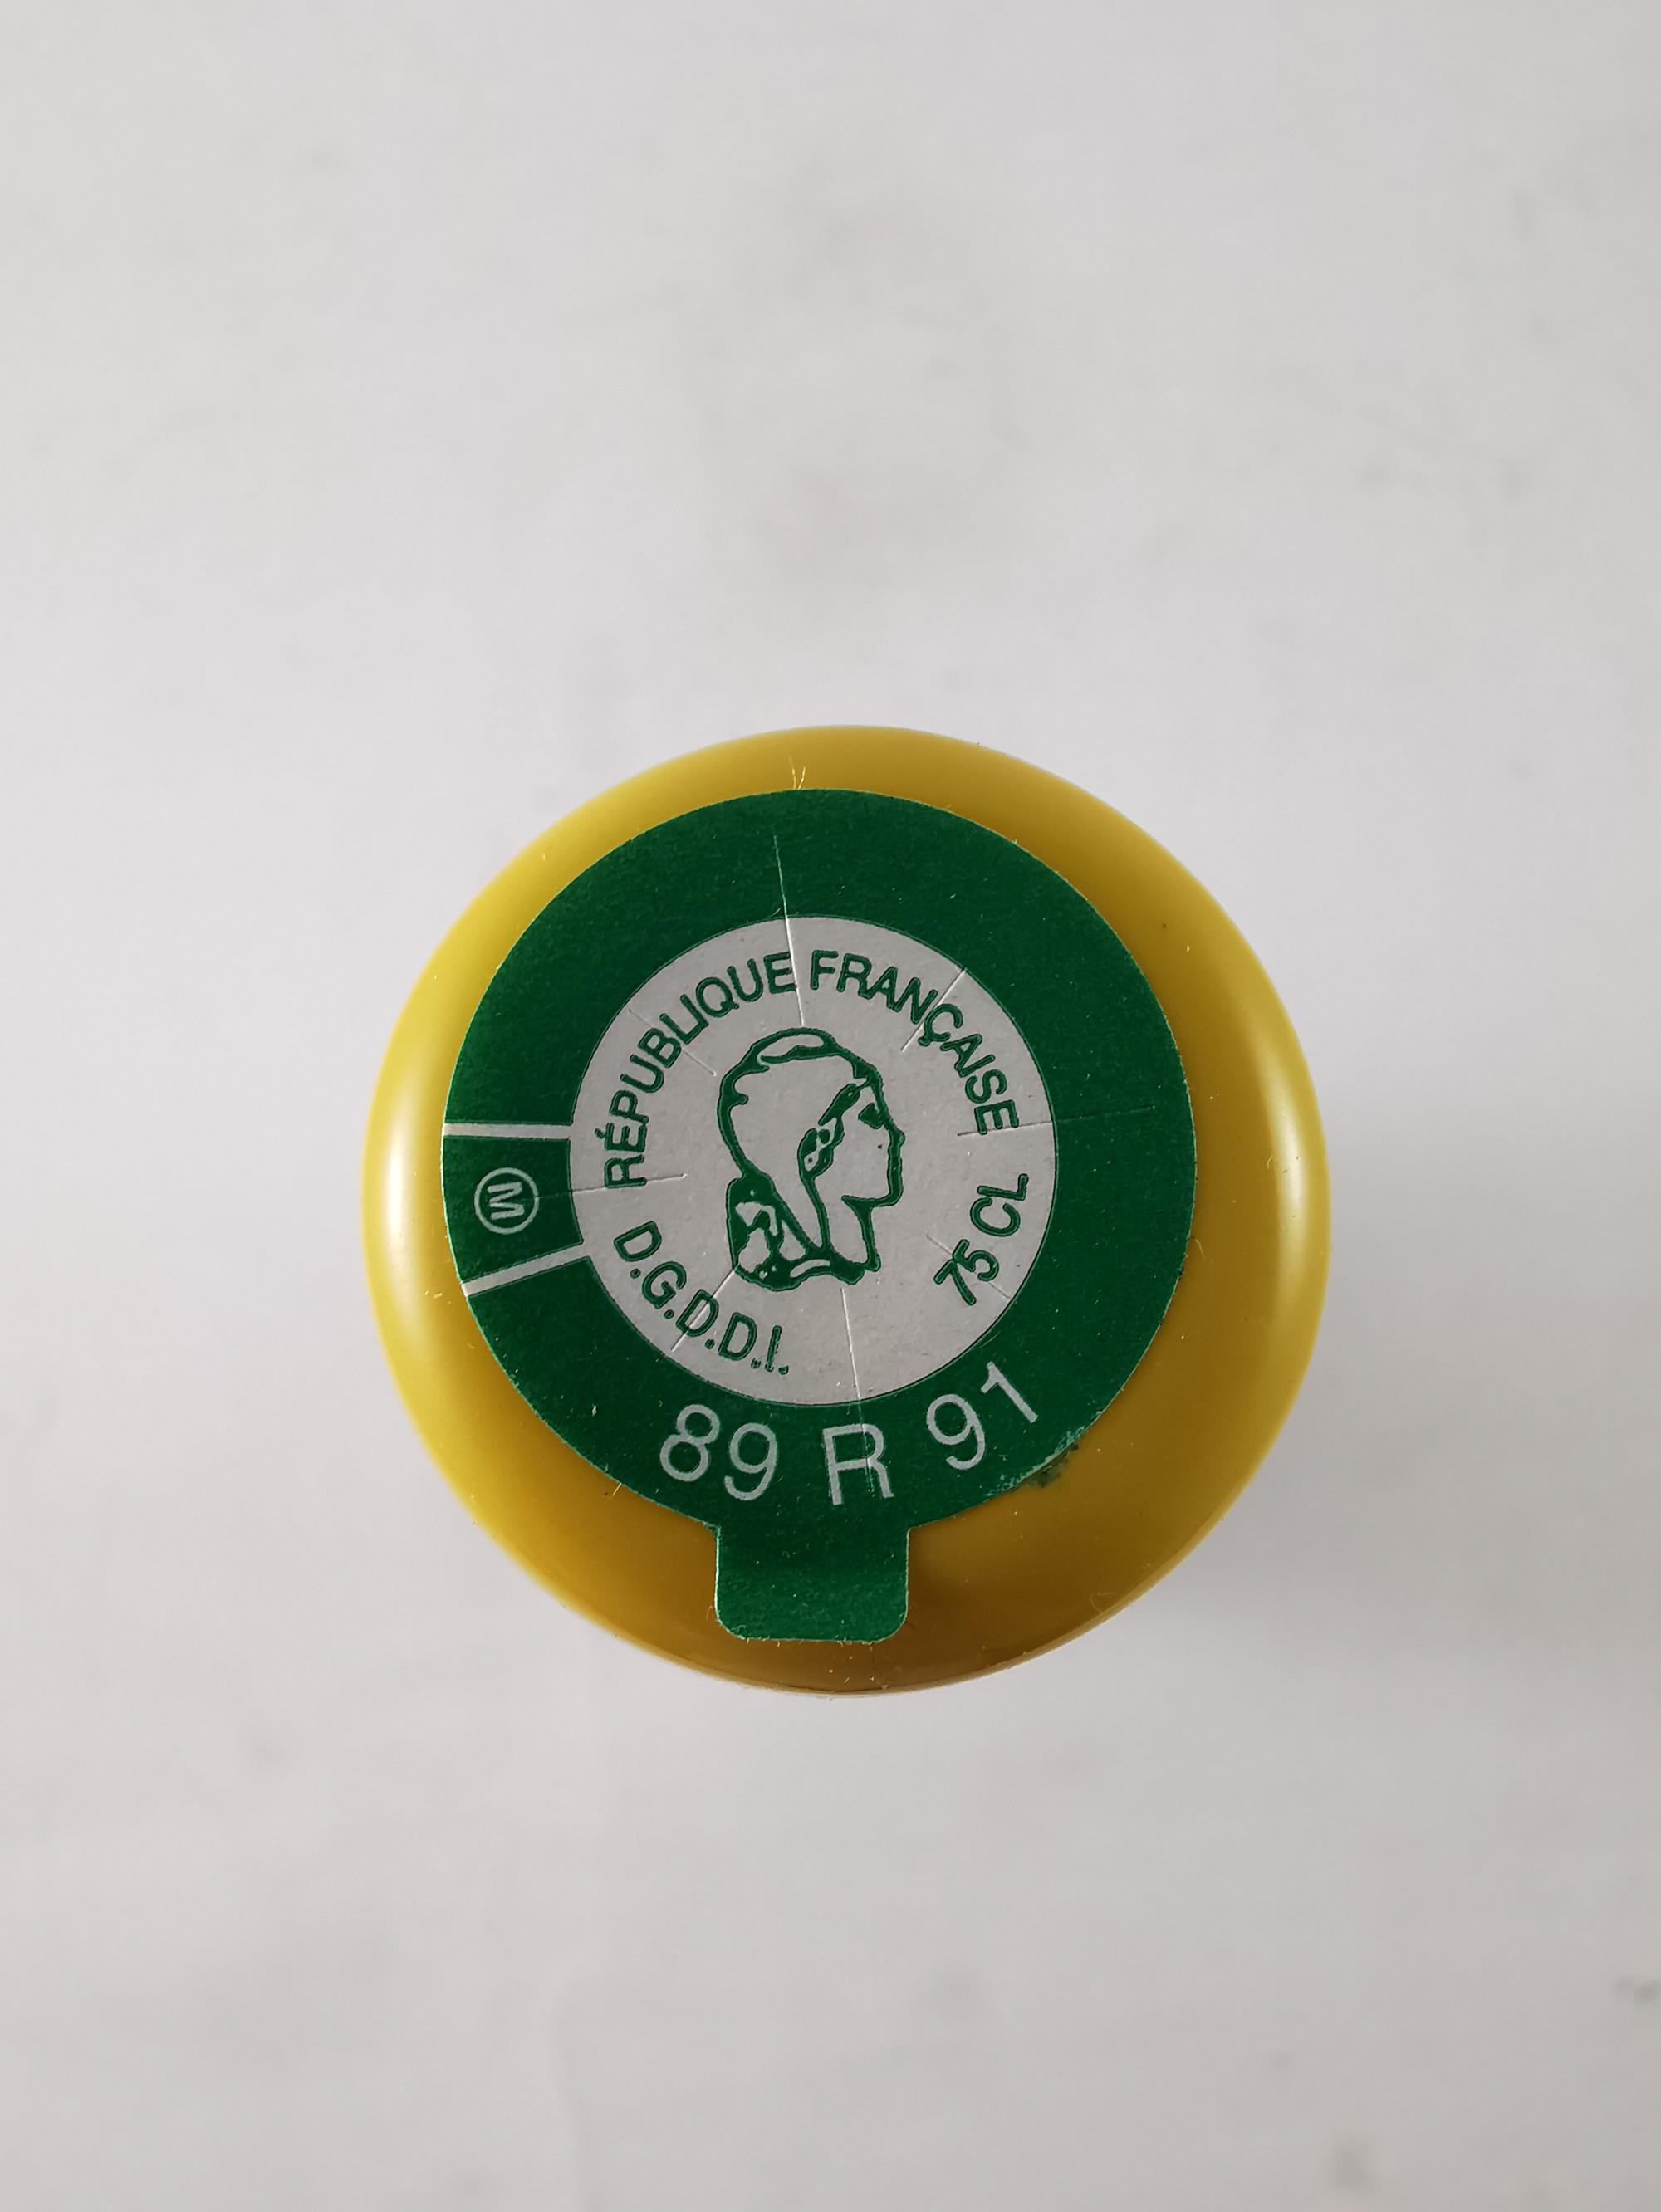 RÉPUBLIQUE FRANÇAISE
75 CL
D.G.D.D.I.
M
89 R 91